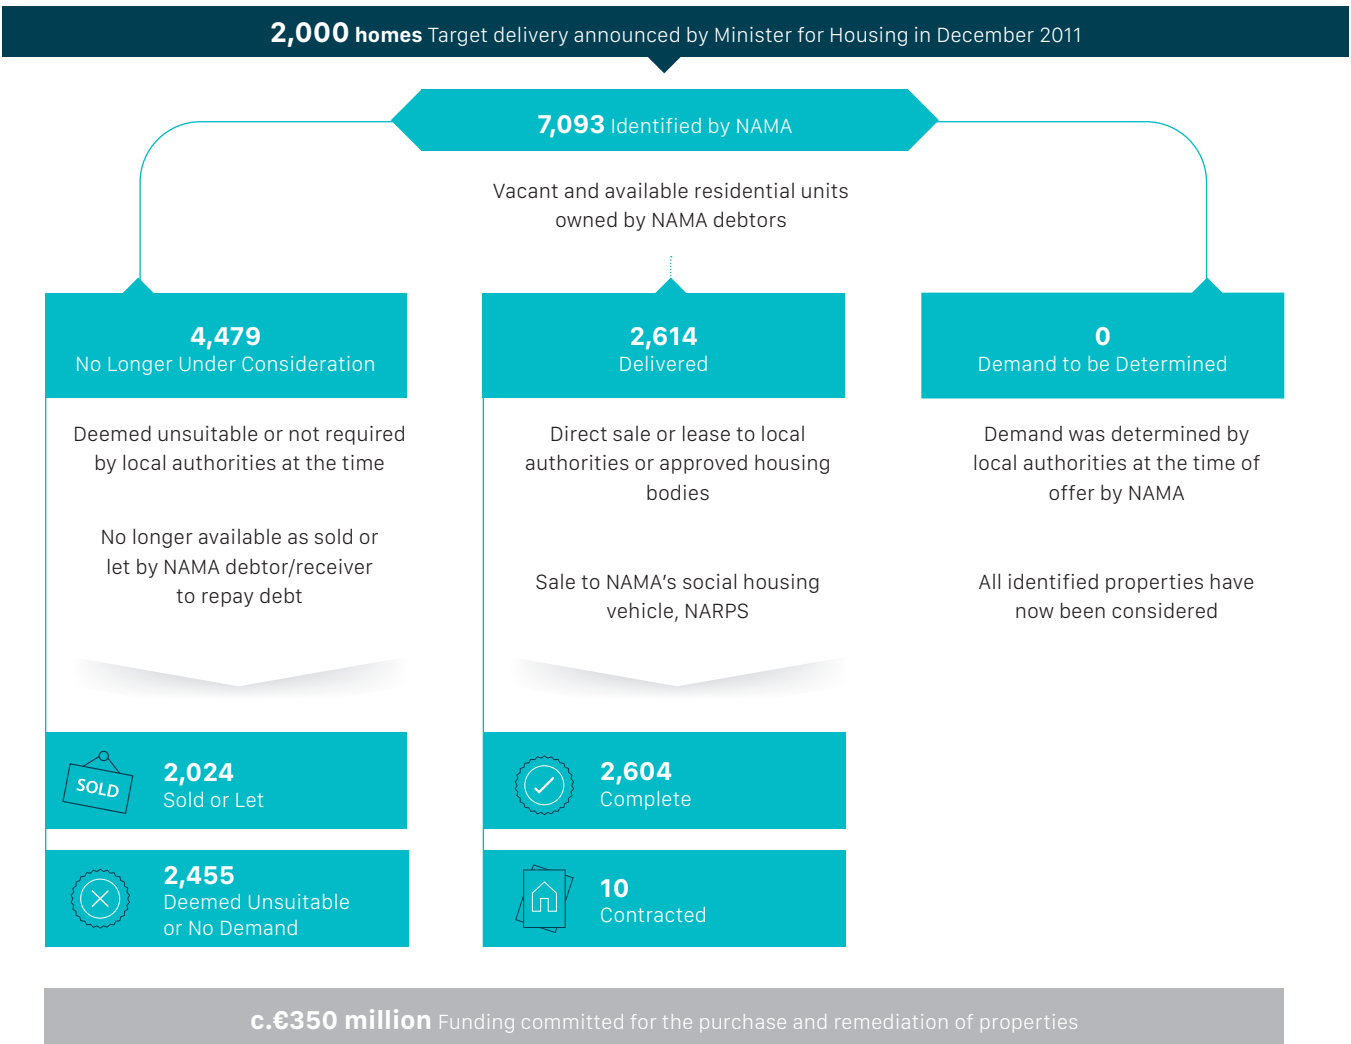 2,000 homes Target delivery announced by Minister for Housing in December 2011
7,093 Identified by NAMA
Vacant and available residential units
owned by NAMA debtors
4,479
No Longer Under Consideration
Deemed unsuitable or not required
by local authorities at the time
No longer available as sold or
let by NAMA debtor/receiver
to repay debt
SOLD
2,024
Sold or Let
2,455
Deemed Unsuitable
or No Demand
2,614
Delivered
Direct sale or lease to local
authorities or approved housing
bodies
Sale to NAMA’s social housing
vehicle, NARPS
2,604
Complete
10
Contracted
0
Demand to be Determined
Demand was determined by
local authorities at the time of
offer by NAMA
All identified properties have
now been considered
c.€350 million Funding committed for the purchase and remediation of properties